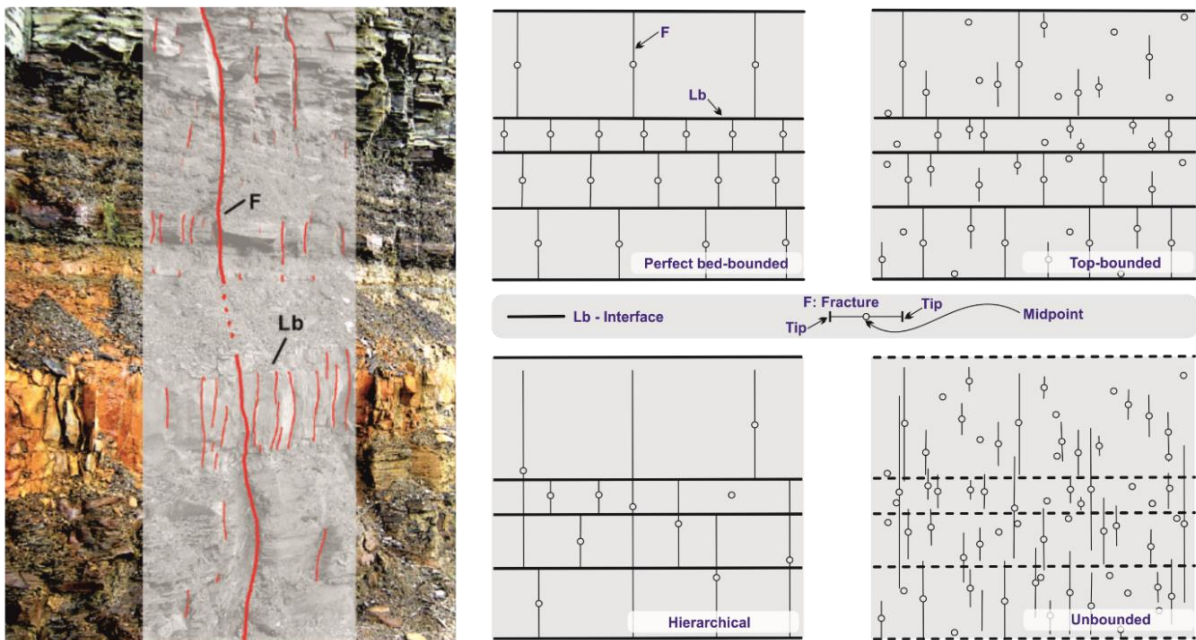 F
Lb
F
Lb
Perfect bed-bounded
Top-bounded
Lb - Interface
F: Fracture
Tip
Tip
Midpoint
Hierarchical
Unbounded